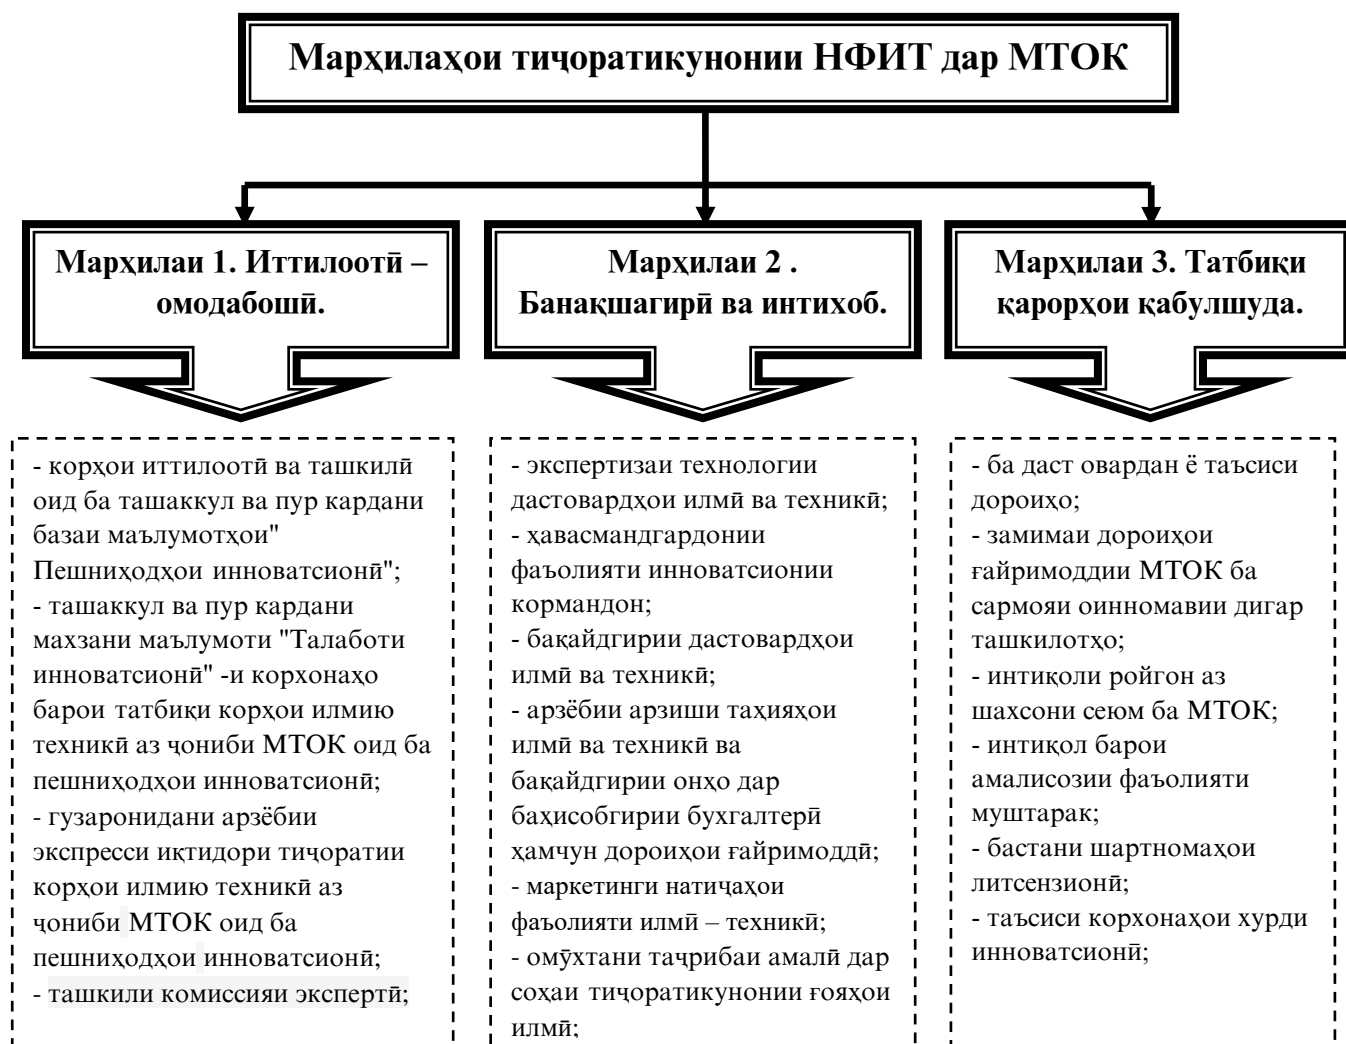 Марҳилаҳои тиҷоратикунонии НФИТ дар МТОК
Марҳилаи 1. Иттилоотӣ –
омодабошӣ.
Марҳилаи 2 .
Банақшагирӣ ва интихоб.
Марҳилаи 3. Татбиқи
қарорҳои қабулшуда.
- корҳои иттилоотӣ ва ташкилӣ
оид ба ташаккул ва пур кардани
базаи маълумотҳои"
Пешниҳодҳои инноватсионӣ";
- ташаккул ва пур кардани
махзани маълумоти "Талаботи
инноватсионӣ" -и корхонаҳо
барои татбиқи корҳои илмию
техникӣ аз ҷониби МТОК оид ба
пешниҳодҳои инноватсионӣ;
- гузаронидани арзёбии
экспресси иқтидори тиҷоратии
корҳои илмию техникӣ аз
ҷониби МТОК оид ба
пешниҳодҳои инноватсионӣ;
- ташкили комиссияи экспертӣ;
- экспертизаи технологии
дастовардҳои илмӣ ва техникӣ;
- ҳавасмандгардонии
фаъолияти инноватсионии
кормандон;
- бақайдгирии дастовардҳои
илмӣ ва техникӣ;
- арзёбии арзиши таҳияҳои
илмӣ ва техникӣ ва
бақайдгирии онҳо дар
баҳисобгирии бухгалтерӣ
ҳамчун дороиҳои ғайримоддӣ;
- маркетинги натиҷаҳои
фаъолияти илмӣ – техникӣ;
- омӯхтани таҷрибаи амалӣ дар
соҳаи тиҷоратикунонии ғояҳои
илмӣ;
- ба даст овардан ё таъсиси
дороиҳо;
- замимаи дороиҳои
ғайримоддии МТОК ба
сармояи оинномавии дигар
ташкилотҳо;
- интиқоли ройгон аз
шахсони сеюм ба МТОК;
- интиқол барои
амалисозии фаъолияти
муштарак;
- бастани шартномаҳои
литсензионӣ;
- таъсиси корхонаҳои хурди
инноватсионӣ;